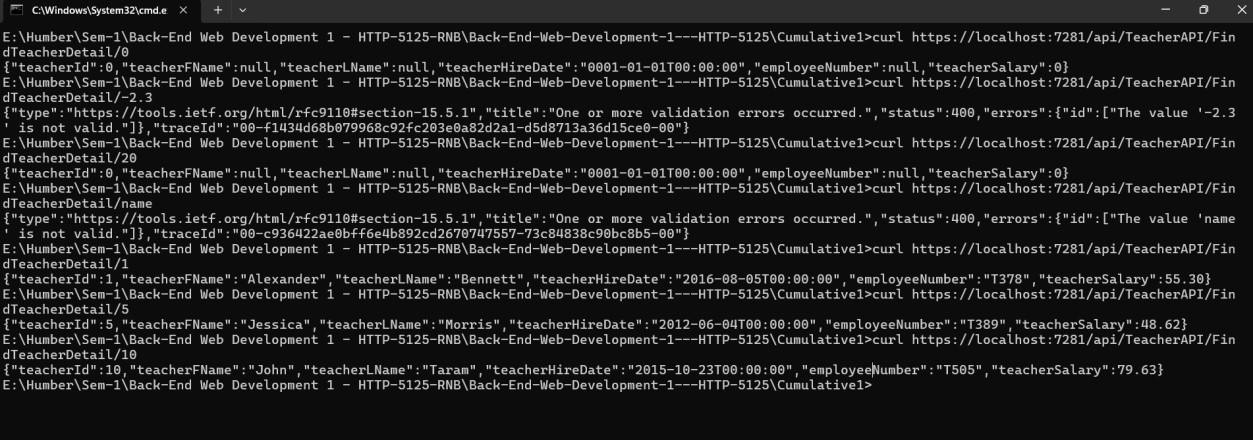 C:\Windows\System32\cmd.e
E:\Humber\Sem-1\Back-End Web Development 1 - HTTP-5125-RNB\Back-End-Web-Development-1---HTTP-5125\Cumulative1>curl https://localhost:7281/api/TeacherAPI/Fin
dTeacherDetail/0
{"teacherId":0,"teacherFName":null,"teacherLName":null,"teacherHireDate":"0001-01-01T00:00:00","employeeNumber":null,"teacherSalary":0}
E:\Humber\Sem-1\Back-End Web Development 1 - HTTP-5125-RNB\Back-End-Web-Development-1---HTTP-5125\Cumulative1>curl https://localhost:7281/api/TeacherAPI/Fin
dTeacherDetail/-2.3
{"type":"https://tools.ietf.org/html/rfc9110#section-15.5.1","title":"One or more validation errors occurred.","status":400,"errors":{"id":["The value '-2.3
' is not valid."]},"traceId":"00-f1434d68b079968c92fc203e0a82d2a1-d5d8713a36d15ce0-00"}
E:\Humber\Sem-1\Back-End Web Development 1 - HTTP-5125-RNB\Back-End-Web-Development-1---HTTP-5125\Cumulative1>curl https://localhost:7281/api/TeacherAPI/Fin
dTeacherDetail/20
{"teacherId":0,"teacherFName":null,"teacherLName":null,"teacherHireDate":"0001-01-01T00:00:00","employeeNumber":null,"teacherSalary":0}
E:\Humber\Sem-1\Back-End Web Development 1 - HTTP-5125-RNB\Back-End-Web-Development-1---HTTP-5125\Cumulative1>curl https://localhost:7281/api/TeacherAPI/Fin
dTeacherDetail/name
{"type":"https://tools.ietf.org/html/rfc9110#section-15.5.1","title":"One or more validation errors occurred.","status":400,"errors":{"id":["The value 'name
' is not valid."]},"traceId":"00-c936422ae0bff6e4b892cd2670747557-73c84838c90bc8b5-00"}
E:\Humber\Sem-1\Back-End Web Development 1 - HTTP-5125-RNB\Back-End-Web-Development-1---HTTP-5125\Cumulative1>curl https://localhost:7281/api/TeacherAPI/Fin
dTeacherDetail/1
{"teacherId":1,"teacherFName":"Alexander","teacherLName":"Bennett","teacherHireDate":"2016-08-05T00:00:00","employeeNumber":"T378","teacherSalary":55.30}
E:\Humber\Sem-1\Back-End Web Development 1 - HTTP-5125-RNB\Back-End-Web-Development-1---HTTP-5125\Cumulative1>curl https://localhost:7281/api/TeacherAPI/Fin
dTeacherDetail/5
{"teacherId":5,"teacherFName":"Jessica","teacherLName":"Morris","teacherHireDate":"2012-06-04T00:00:00","employeeNumber":"T389","teacherSalary":48.62}
E:\Humber\Sem-1\Back-End Web Development 1 - HTTP-5125-RNB\Back-End-Web-Development-1---HTTP-5125\Cumulative1>curl https://localhost:7281/api/TeacherAPI/Fin
dTeacherDetail/10
{"teacherId":10,"teacherFName":"John","teacherLName":"Taram","teacherHireDate":"2015-10-23T00:00:00","employeeNumber":"T505","teacherSalary":79.63}
E:\Humber\Sem-1\Back-End Web Development 1 - HTTP-5125-RNB\Back-End-Web-Development-1---HTTP-5125\Cumulative1>